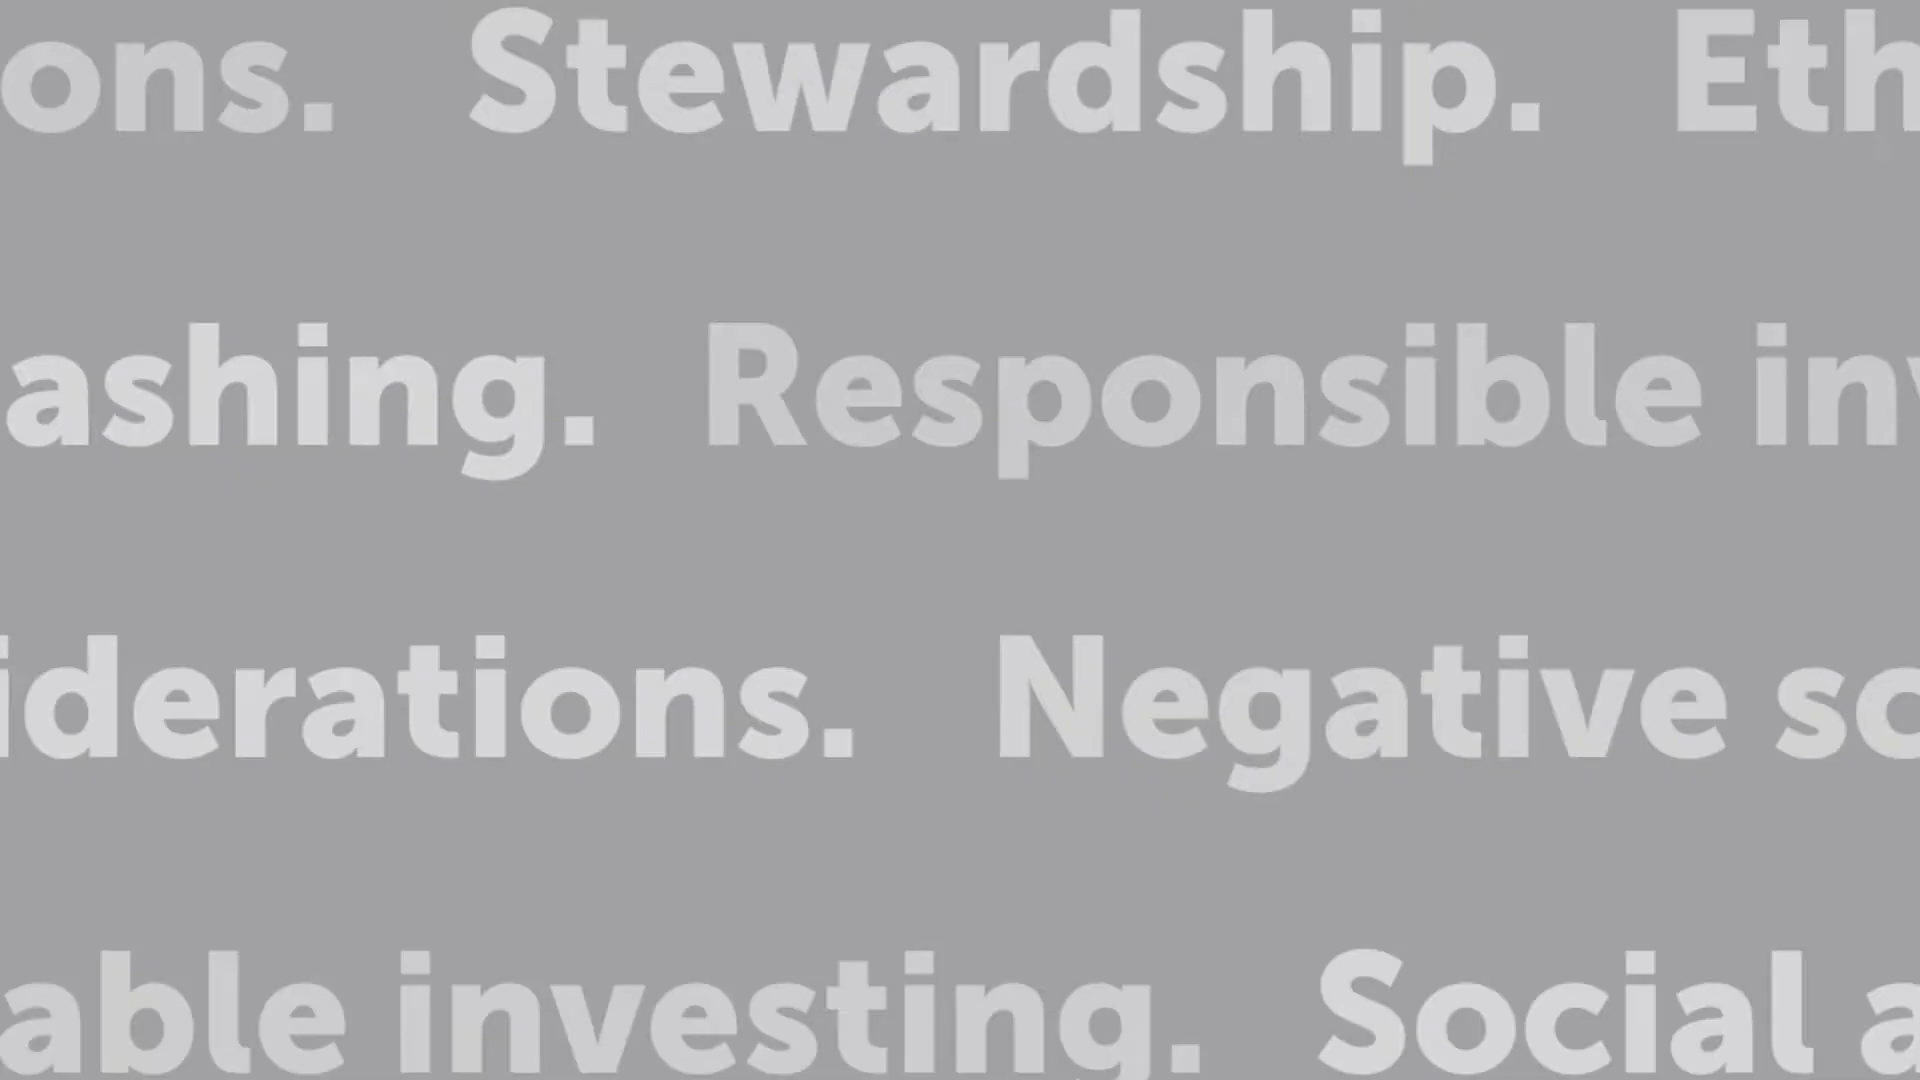 ons. Stewardship. Eth
ashing. Responsible inv
iderations. Negative sc
able investing. Social a